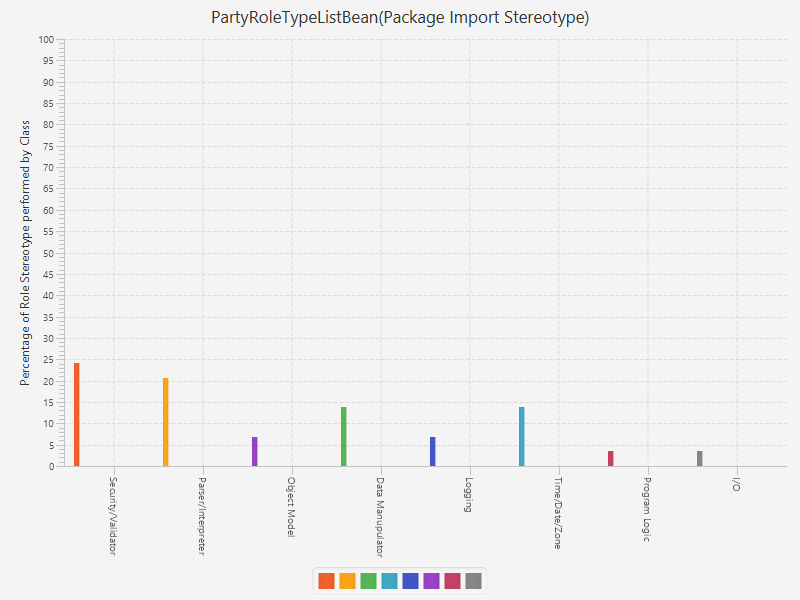 PartyRoleTypeListBean(Package Import Stereotype)
Percentage of Role Stereotype performed by Class
100
95
90
85
80
75
70
65
60
55
50
45
40
35
30
25
20
15
10
5
0
Security/Validator
Parser/Interpreter
Object Model
Data Manupulator
Logging
Time/Date/Zone
Program Logic
I/O